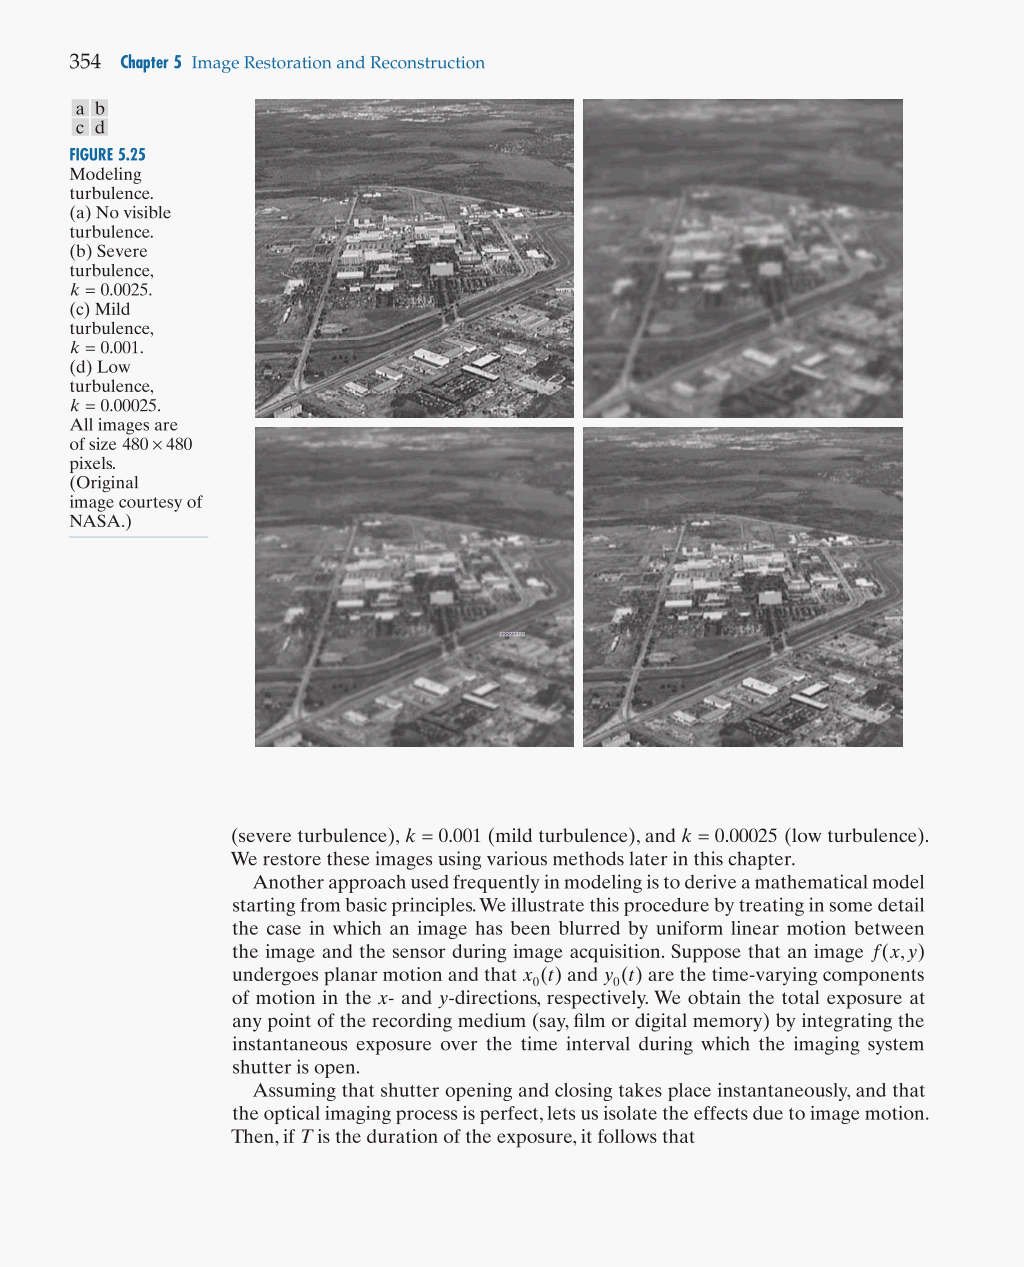 354 Chapter 5 Image Restoration and Reconstruction
a b
c d
FIGURE 5.25
Modeling
turbulence.
(a) No visible
turbulence.
(b) Severe
turbulence,
k = 0.0025.
(c) Mild
turbulence,
k = 0.001.
(d) Low
turbulence,
k = 0.00025.
All images are
of size 480 × 480
pixels.
(Original
image courtesy of
NASA.)
(severe turbulence), k = 0.001 (mild turbulence), and k = 0.00025 (low turbulence).
We restore these images using various methods later in this chapter.
Another approach used frequently in modeling is to derive a mathematical model
starting from basic principles. We illustrate this procedure by treating in some detail
the case in which an image has been blurred by uniform linear motion between
the image and the sensor during image acquisition. Suppose that an image f(x, y)
undergoes planar motion and that x₀(t) and y₀(t) are the time-varying components
of motion in the x- and y-directions, respectively. We obtain the total exposure at
any point of the recording medium (say, film or digital memory) by integrating the
instantaneous exposure over the time interval during which the imaging system
shutter is open.
Assuming that shutter opening and closing takes place instantaneously, and that
the optical imaging process is perfect, lets us isolate the effects due to image motion.
Then, if T is the duration of the exposure, it follows that